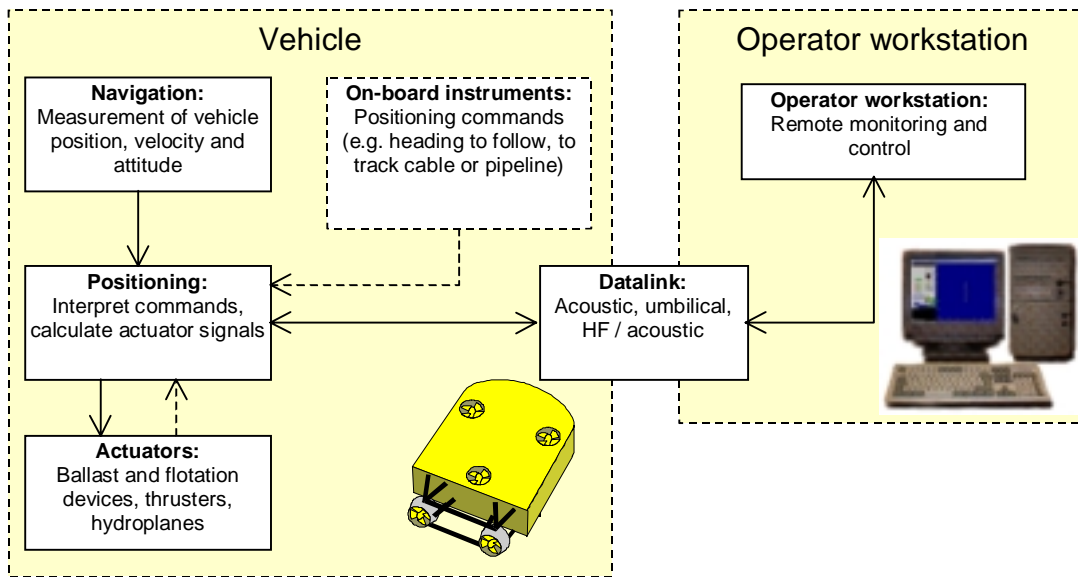 Vehicle
Navigation:
Measurement of vehicle
position, velocity and
attitude
On-board instruments:
Positioning commands
(e.g. heading to follow, to
track cable or pipeline)
Positioning:
Interpret commands,
calculate actuator signals
Actuators:
Ballast and flotation
devices, thrusters,
hydroplanes
Datalink:
Acoustic, umbilical,
HF / acoustic
Operator workstation
Operator workstation:
Remote monitoring and
control